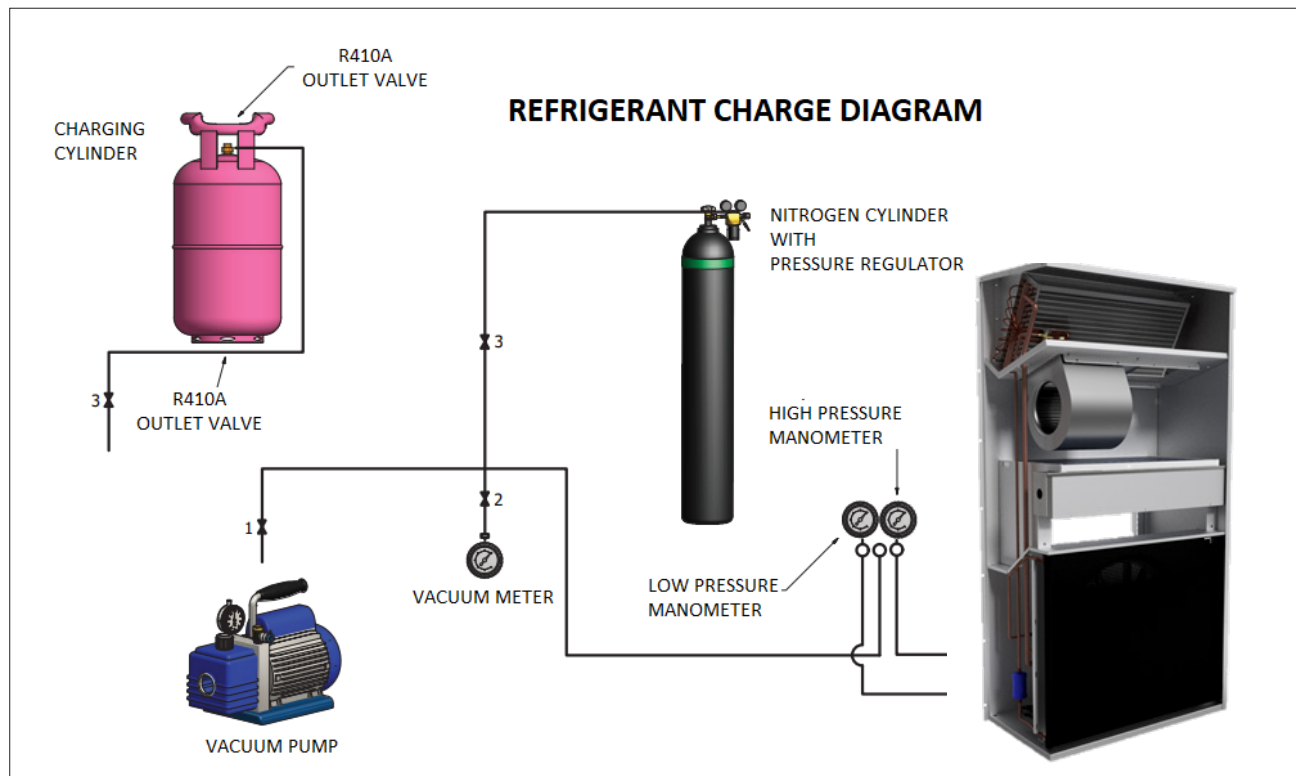 R410A
OUTLET VALVE
REFRIGERANT CHARGE DIAGRAM
CHARGING
CYLINDER
NITROGEN CYLINDER
WITH
PRESSURE REGULATOR
3
3
R410A
OUTLET VALVE
HIGH PRESSURE
MANOMETER
2
1
LOW PRESSURE
MANOMETER
VACUUM METER
VACUUM PUMP